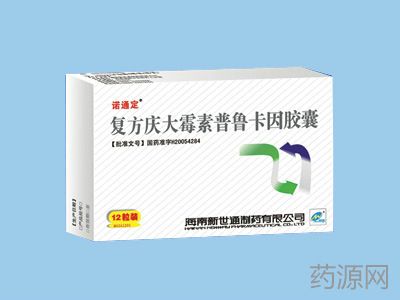 诺通定®
复方庆大霉素普鲁卡因胶囊
【批准文号】国药准字H20054284
12粒装
海南新世通制药有限公司
药源网